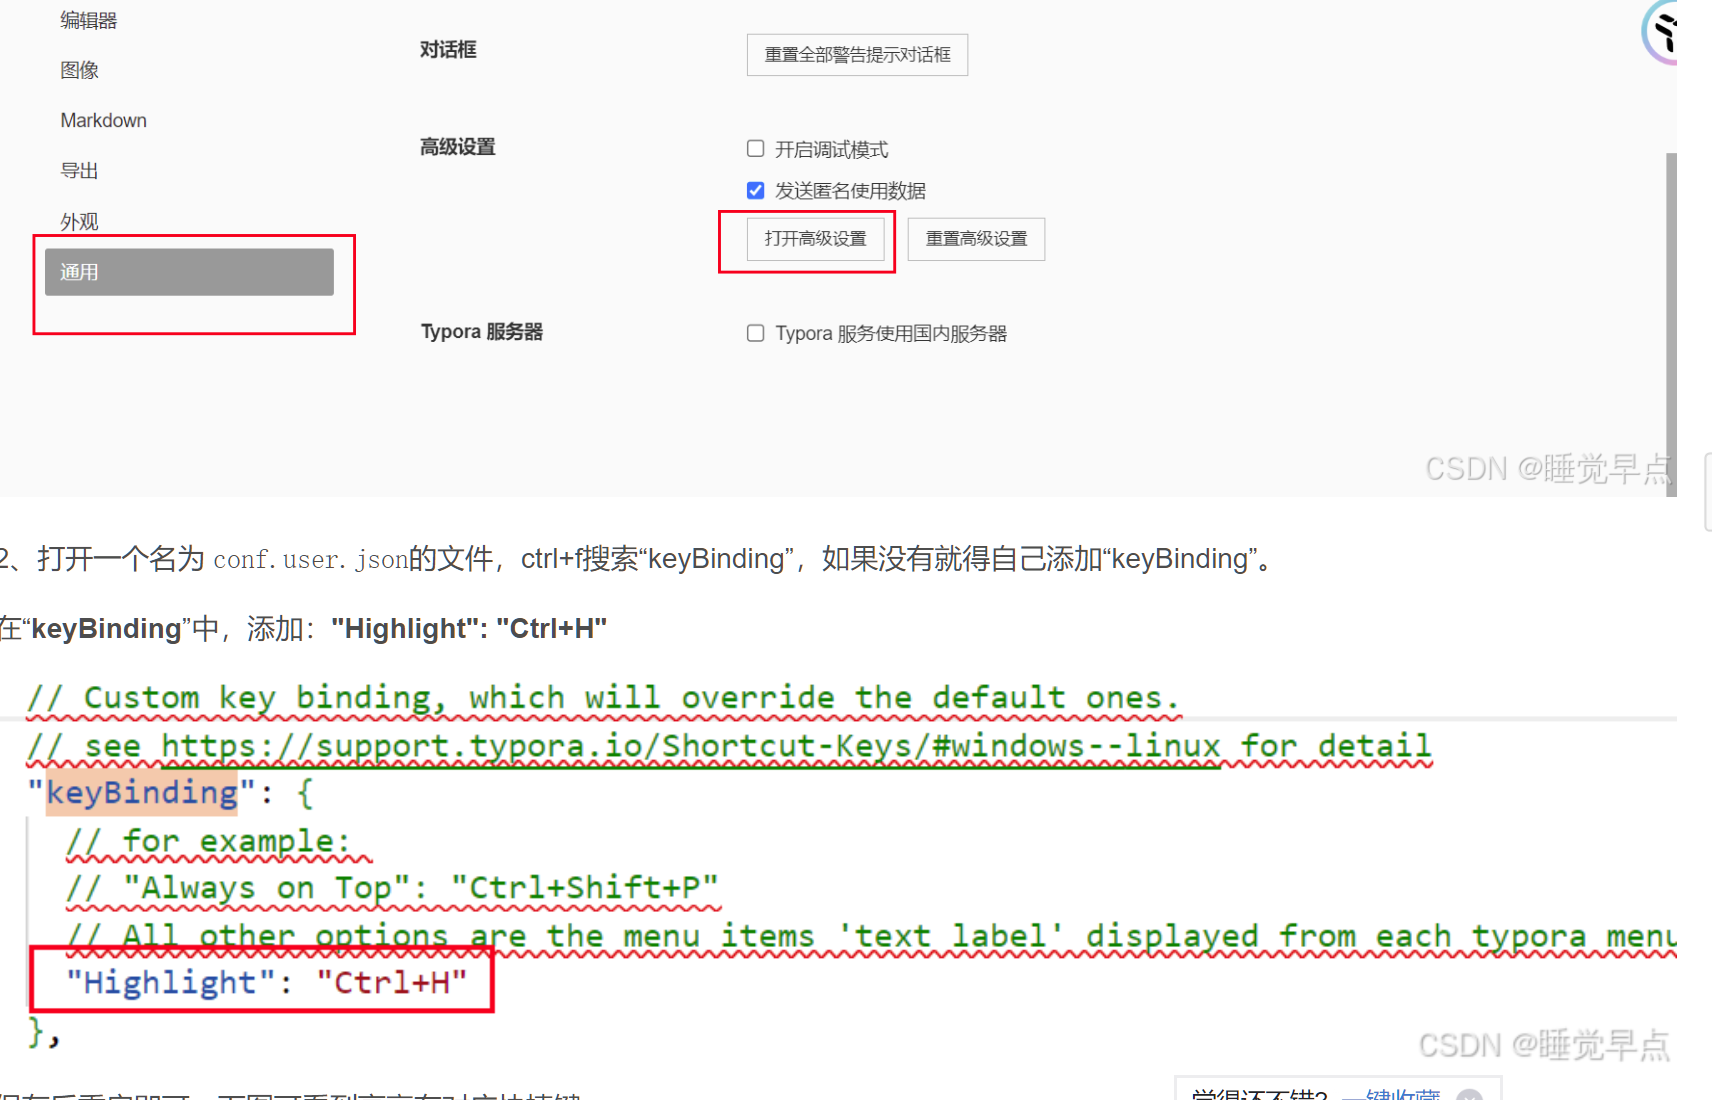 编辑器
对话框
重置全部警告提示对话框
图像
Markdown
高级设置
开启调试模式
导出
发送匿名使用数据
外观
打开高级设置
重置高级设置
通用
Typora 服务器
Typora 服务使用国内服务器
CSDN @睡觉早点
2、打开一个名为 conf.user.json的文件，ctrl+f搜索“keyBinding”，如果没有就得自己添加“keyBinding”。
在“keyBinding”中，添加："Highlight": "Ctrl+H"
// Custom key binding, which will override the default ones.
// see https://support.typora.io/Shortcut-Keys/#windows--linux for detail
"keyBinding": {
// for example:
// "Always on Top": "Ctrl+Shift+P"
// All other options are the menu items 'text label' displayed from each typora menu
"Highlight": "Ctrl+H"
},
CSDN @睡觉早点
觉得还不错? 一键收藏